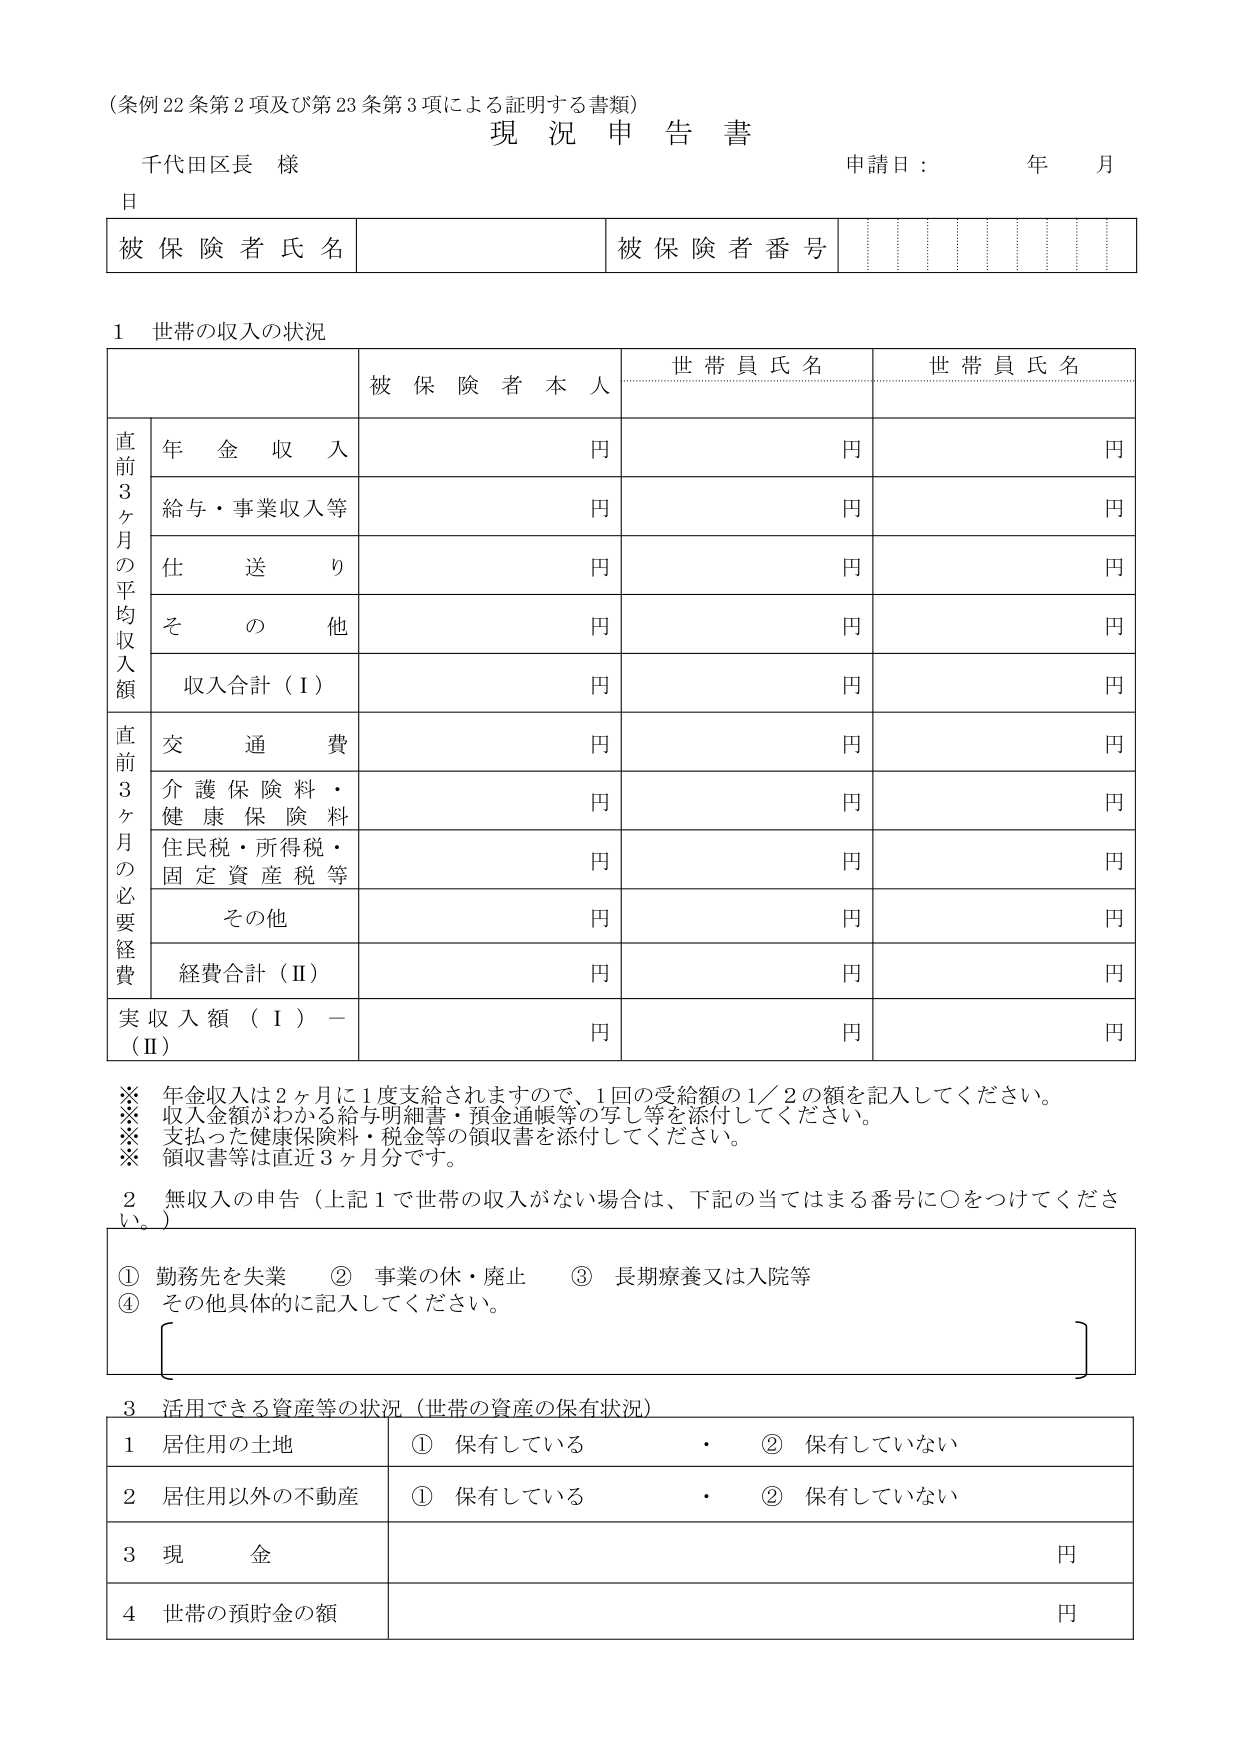 （条例22条第2項及び第23条第3項による証明する書類）
現　況　申　告　書
千代田区長　様　　　　申請日：　　　　年　　月
日
被保険者氏名　　被保険者番号
1　世帯の収入の状況
被保険者本人　世帯員氏名　世帯員氏名
直前３ヶ月の平均収入額
年金収入　円　円　円
給与・事業収入等　円　円　円
仕送り　円　円　円
その他　円　円　円
収入合計（Ⅰ）　円　円　円
直前３ヶ月の必要経費
交通費　円　円　円
介護保険料・
健康保険料　円　円　円
住民税・所得税・
固定資産税等　円　円　円
その他　円　円　円
経費合計（Ⅱ）　円　円　円
実収入額（Ⅰ）－
（Ⅱ）　円　円　円
※　年金収入は２ヶ月に１度支給されますので、1回の受給額の1／２の額を記入してください。
※　収入金額がわかる給与明細書・預金通帳等の写し等を添付してください。
※　支払った健康保険料・税金等の領収書を添付してください。
※　領収書等は直近３ヶ月分です。
２　無収入の申告（上記１で世帯の収入がない場合は、下記の当てはまる番号に○をつけてくださ
い。）
①　勤務先を失業　　②　事業の休・廃止　　③　長期療養又は入院等
④　その他具体的に記入してください。
３　活用できる資産等の状況（世帯の資産の保有状況）
１　居住用の土地　①　保有している　・　②　保有していない
２　居住用以外の不動産　①　保有している　・　②　保有していない
３　現　　　金　円
４　世帯の預貯金の額　円